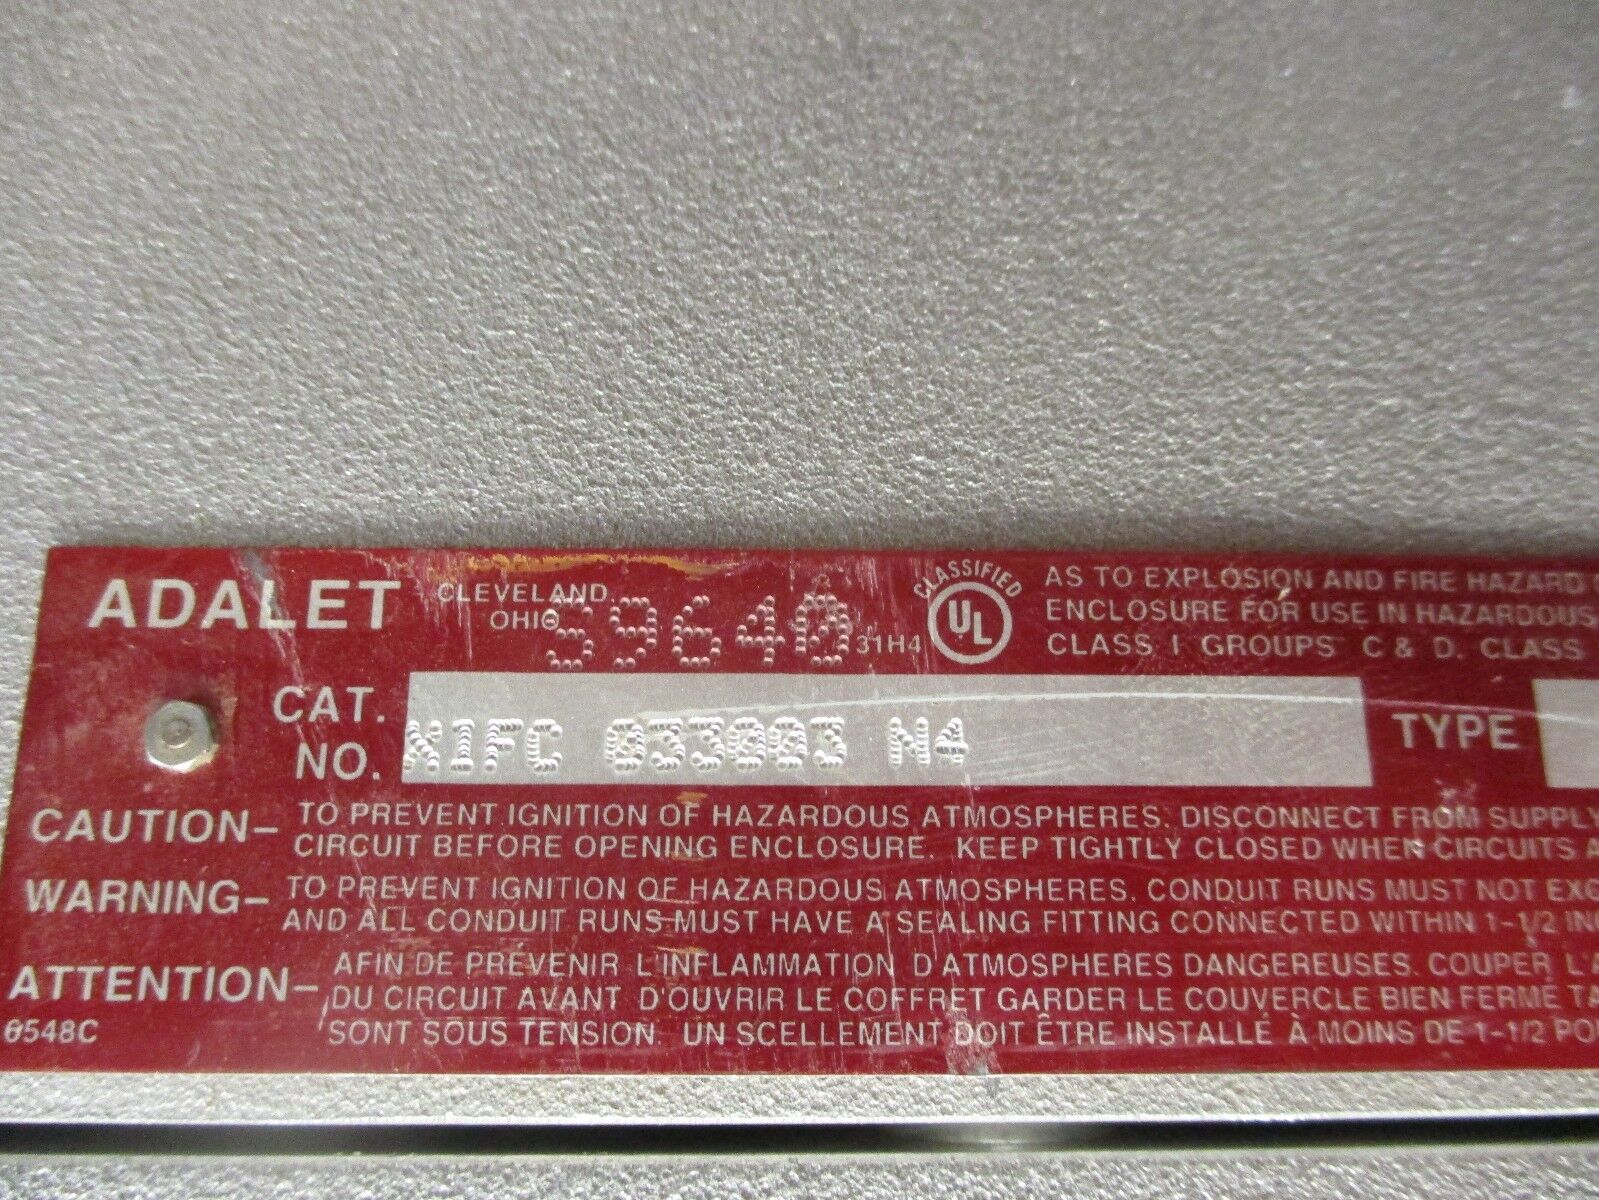 ADALET
CLEVELAND,
OHIO
59640
31H4
CLASSIFIED
UL
AS TO EXPLOSION AND FIRE HAZARD
ENCLOSURE FOR USE IN HAZARDOUS
CLASS I GROUPS C & D. CLASS
CAT.
NO.
X1FC 033003 N4
TYPE
CAUTION– TO PREVENT IGNITION OF HAZARDOUS ATMOSPHERES. DISCONNECT FROM SUPPLY
CIRCUIT BEFORE OPENING ENCLOSURE. KEEP TIGHTLY CLOSED WHEN CIRCUITS
WARNING– TO PREVENT IGNITION OF HAZARDOUS ATMOSPHERES. CONDUIT RUNS MUST NOT
AND ALL CONDUIT RUNS MUST HAVE A SEALING FITTING CONNECTED WITHIN 1-1/2
ATTENTION– AFIN DE PREVENIR L'INFLAMMATION D'ATMOSPHERES DANGEREUSES. COUPER
DU CIRCUIT AVANT D'OUVRIR LE COFFRET GARDER LE COUVERCLE BIEN FERME
SONT SOUS TENSION. UN SCELLEMENT DOIT ÊTRE INSTALLÉ À MOINS DE 1-1/2
0548C